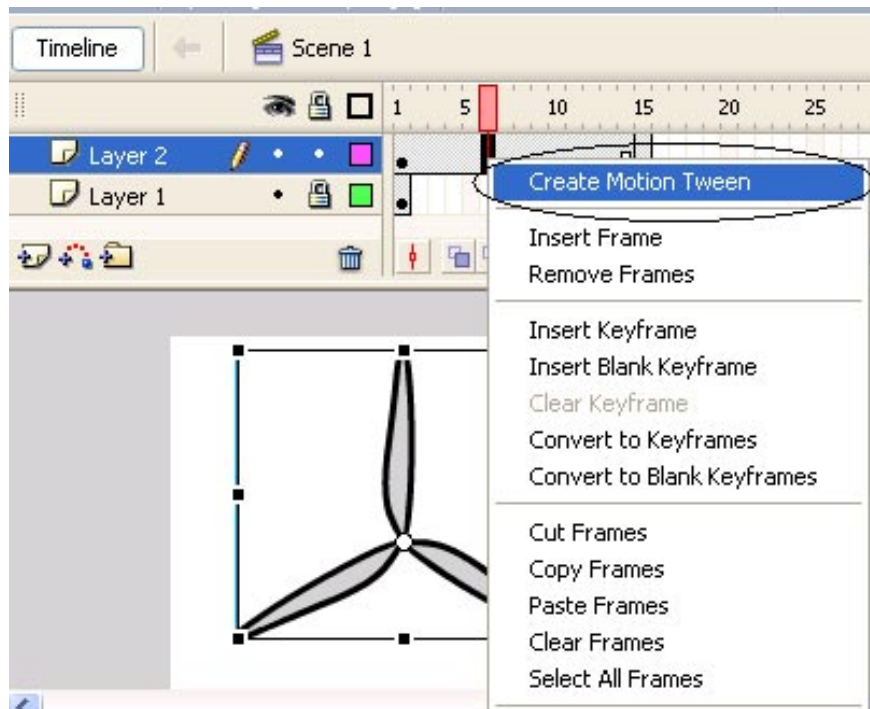 Timeline
Scene 1
1 5 10 15 20 25
Layer 2
Layer 1
Create Motion Tween
Insert Frame
Remove Frames
Insert Keyframe
Insert Blank Keyframe
Clear Keyframe
Convert to Keyframes
Convert to Blank Keyframes
Cut Frames
Copy Frames
Paste Frames
Clear Frames
Select All Frames